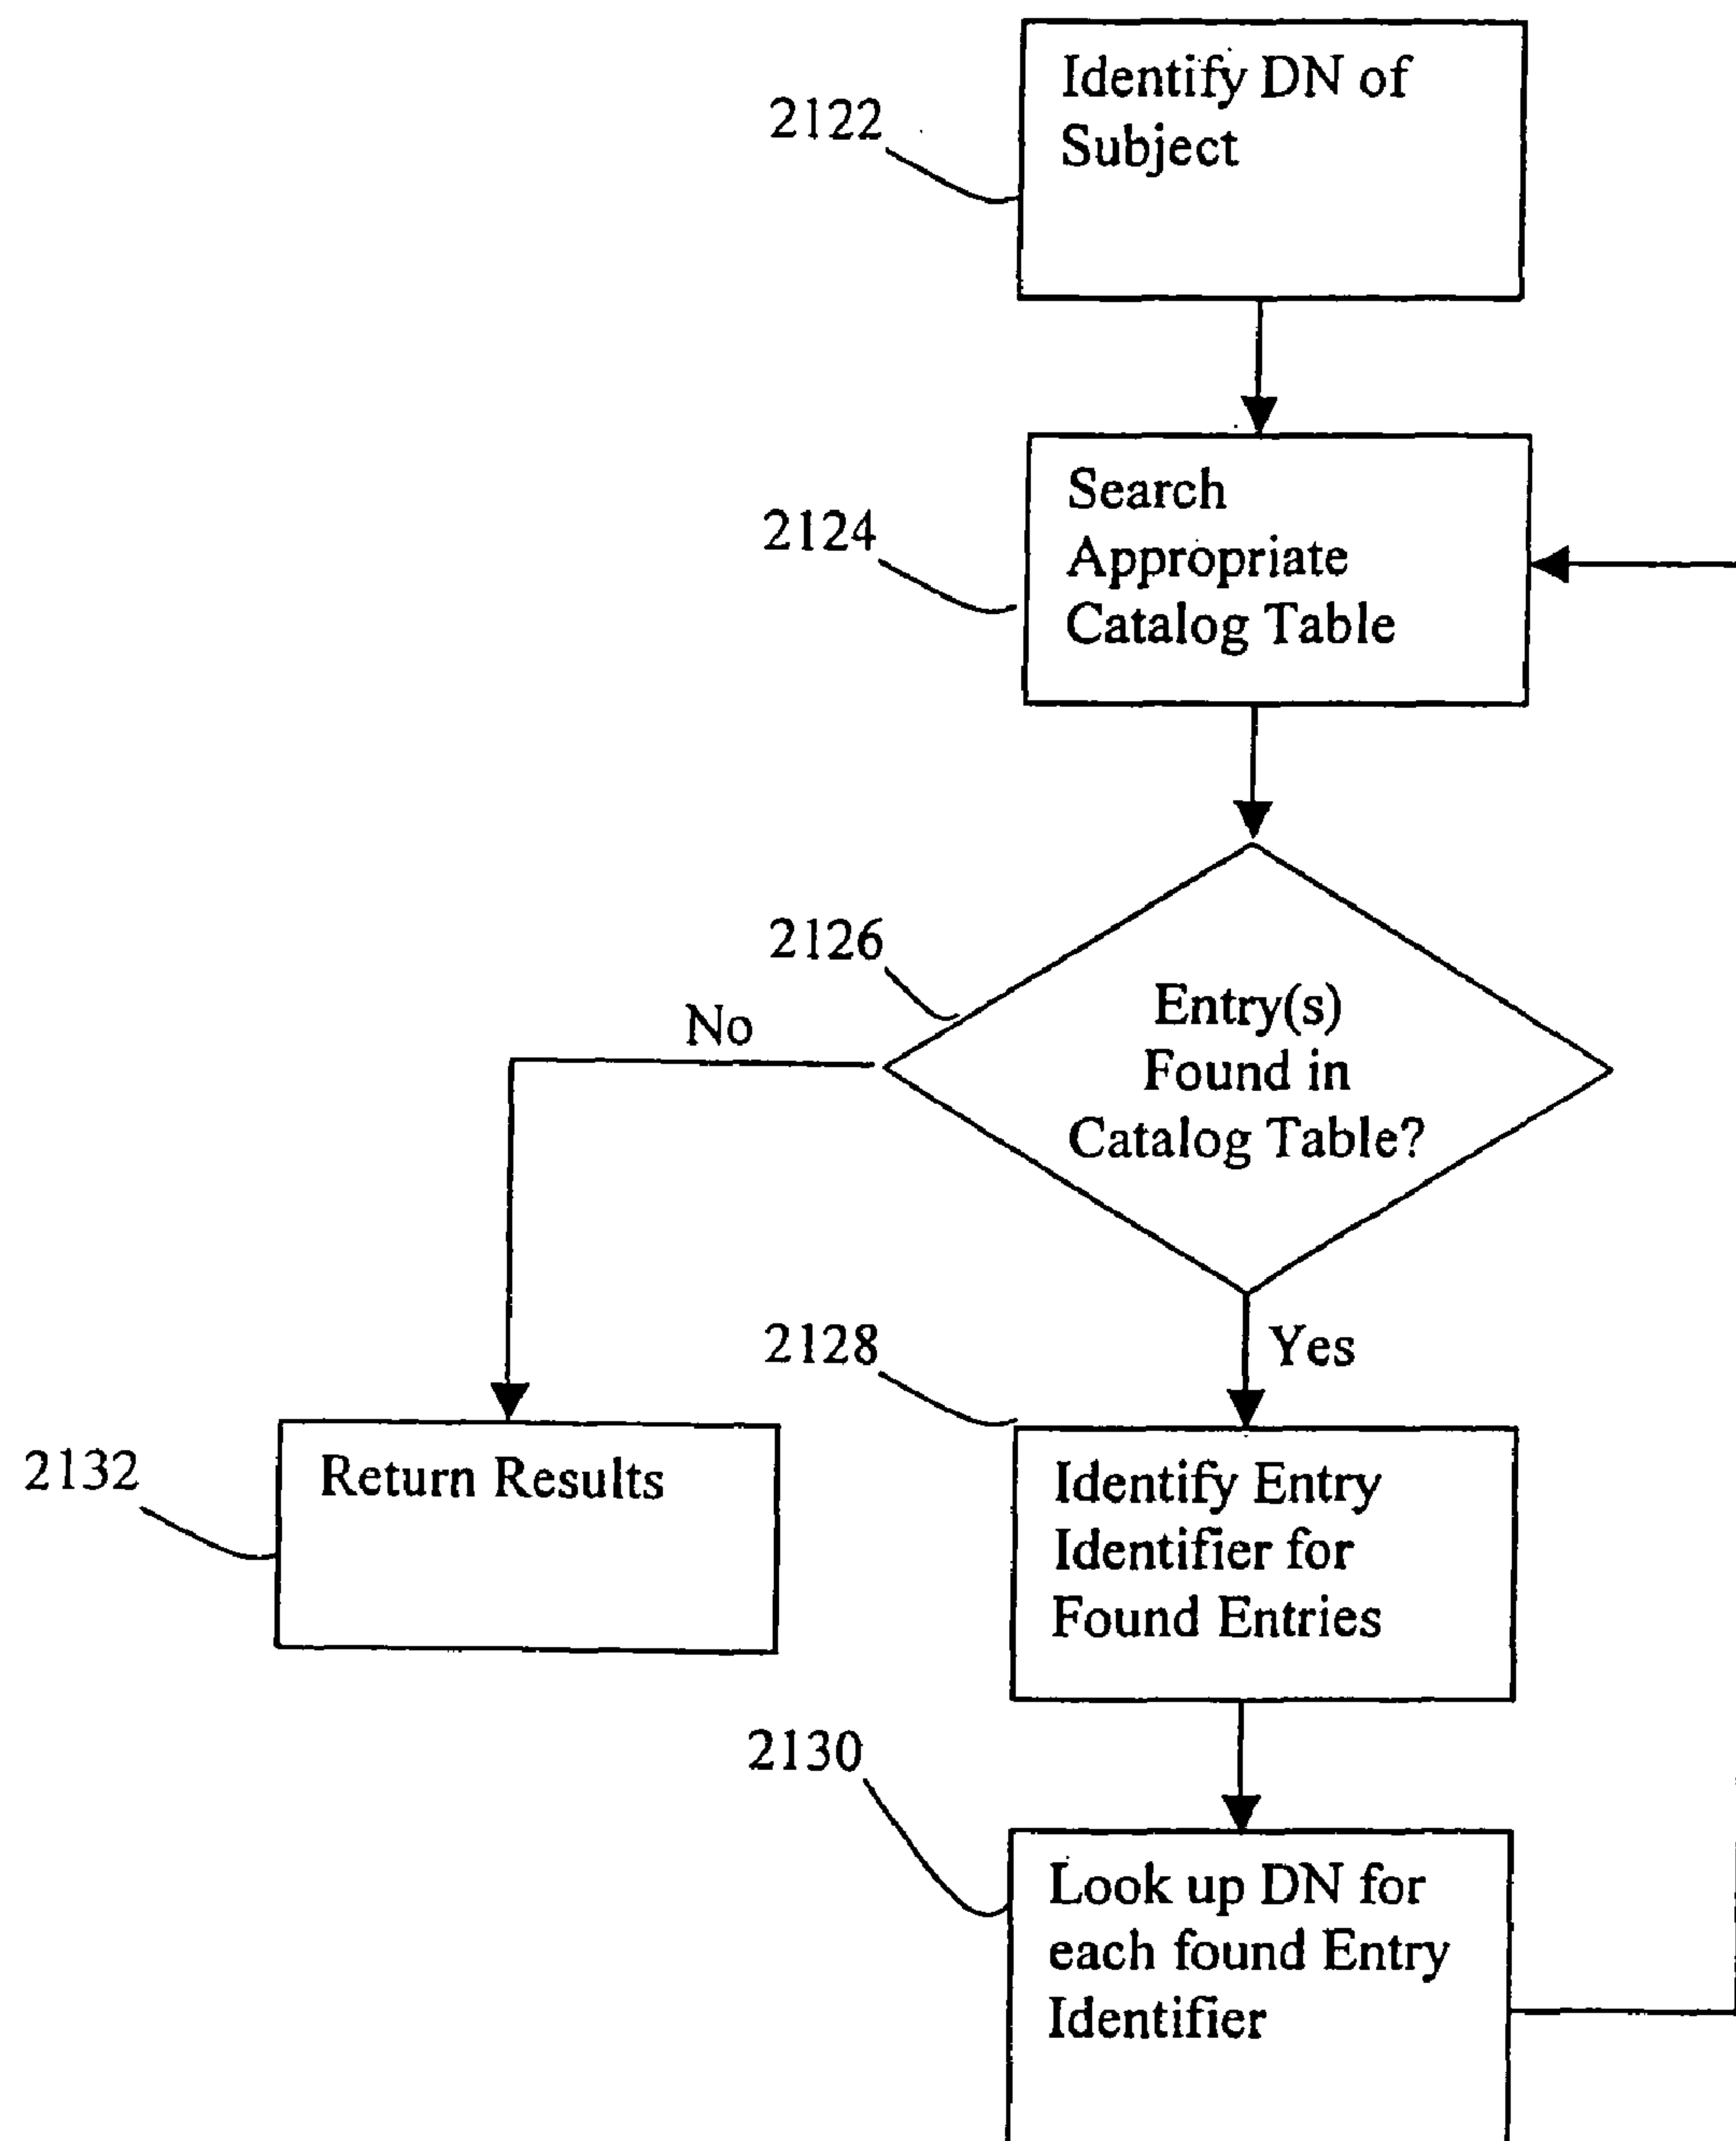 2122
Identify DN of
Subject
2124
Search
Appropriate
Catalog Table
2126
Entry(s)
Found in
Catalog Table?
No
Yes
2132
Return Results
2128
Identify Entry
Identifier for
Found Entries
2130
Look up DN for
each found Entry
Identifier